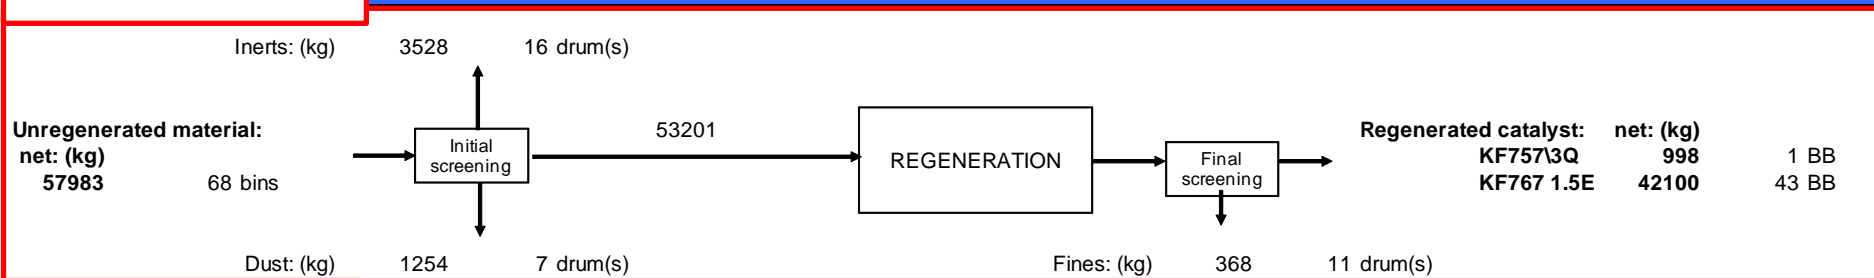 Inerts: (kg) 3528 16 drum(s)
Unregenerated material:
net: (kg)
57983 68 bins
Initial
screening
53201
REGENERATION
Final
screening
Regenerated catalyst: net: (kg)
KF757\3Q 998 1 BB
KF767 1.5E 42100 43 BB
Dust: (kg) 1254 7 drum(s)
Fines: (kg) 368 11 drum(s)